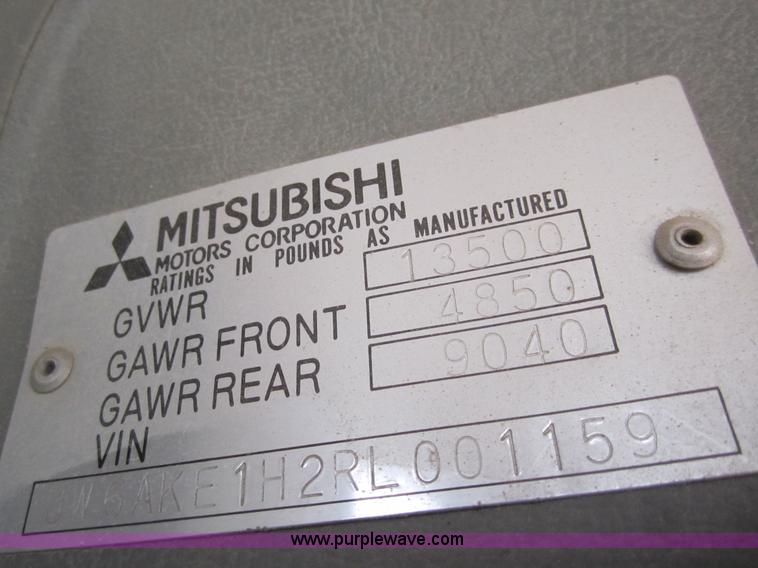 MITSUBISHI
MOTORS CORPORATION
RATINGS IN POUNDS AS MANUFACTURED
GVWR 13500
GAWR FRONT 4850
GAWR REAR 9040
VIN
JW6AKE1H2RL001159
www.purplewave.com